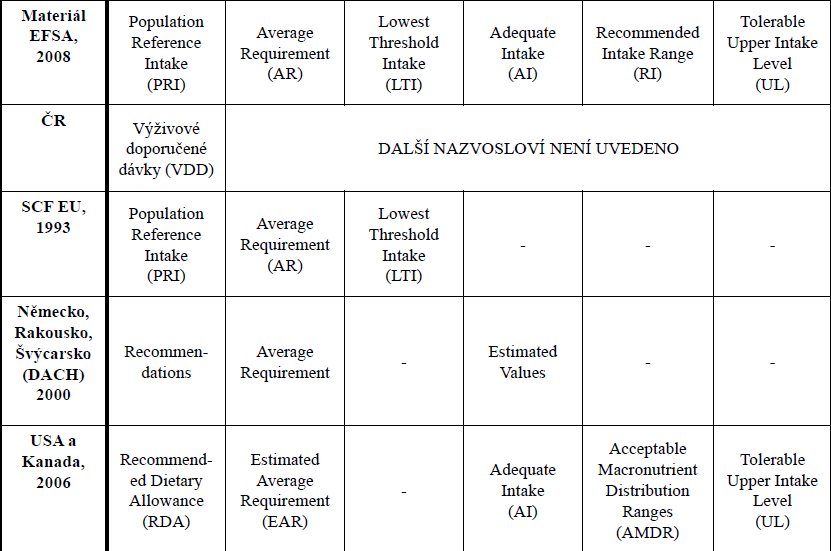 Materiál
EFSA,
2008
Population
Reference
Intake
(PRI)
Average
Requirement
(AR)
Lowest
Threshold
Intake
(LTI)
Adequate
Intake
(AI)
Recommended
Intake Range
(RI)
Tolerable
Upper Intake
Level
(UL)
ČR
Výživové
doporučené
dávky (VDD)
DALŠÍ NAZVOSLOVÍ NENÍ UVEDENO
SCF EU,
1993
Population
Reference
Intake
(PRI)
Average
Requirement
(AR)
Lowest
Threshold
Intake
(LTI)
-
-
-
Německo,
Rakousko,
Švýcarsko
(DACH)
2000
Recommen-
dations
Average
Requirement
-
Estimated
Values
-
-
USA a
Kanada,
2006
Recommend-
ed Dietary
Allowance
(RDA)
Estimated
Average
Requirement
(EAR)
-
Adequate
Intake
(AI)
Acceptable
Macronutrient
Distribution
Ranges
(AMDR)
Tolerable
Upper Intake
Level
(UL)